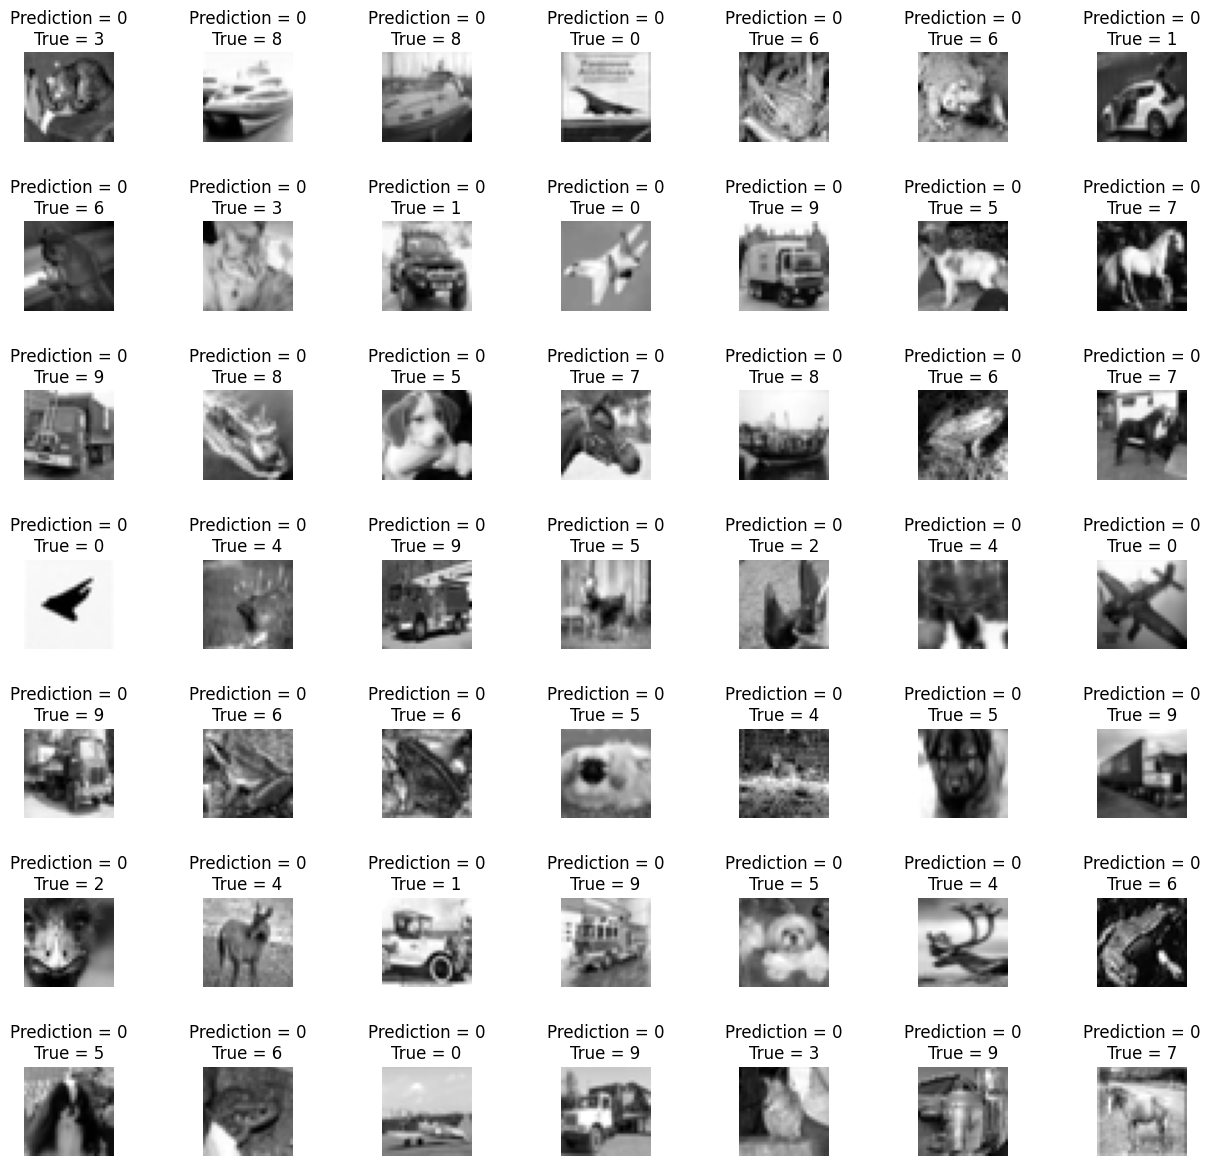 Prediction = 0
True = 3
Prediction = 0
True = 8
Prediction = 0
True = 8
Prediction = 0
True = 0
Prediction = 0
True = 6
Prediction = 0
True = 6
Prediction = 0
True = 1
Prediction = 0
True = 6
Prediction = 0
True = 3
Prediction = 0
True = 1
Prediction = 0
True = 0
Prediction = 0
True = 9
Prediction = 0
True = 5
Prediction = 0
True = 7
Prediction = 0
True = 9
Prediction = 0
True = 8
Prediction = 0
True = 5
Prediction = 0
True = 7
Prediction = 0
True = 8
Prediction = 0
True = 6
Prediction = 0
True = 7
Prediction = 0
True = 0
Prediction = 0
True = 4
Prediction = 0
True = 9
Prediction = 0
True = 5
Prediction = 0
True = 2
Prediction = 0
True = 4
Prediction = 0
True = 0
Prediction = 0
True = 9
Prediction = 0
True = 6
Prediction = 0
True = 6
Prediction = 0
True = 5
Prediction = 0
True = 4
Prediction = 0
True = 5
Prediction = 0
True = 9
Prediction = 0
True = 2
Prediction = 0
True = 4
Prediction = 0
True = 1
Prediction = 0
True = 9
Prediction = 0
True = 5
Prediction = 0
True = 4
Prediction = 0
True = 6
Prediction = 0
True = 5
Prediction = 0
True = 6
Prediction = 0
True = 0
Prediction = 0
True = 9
Prediction = 0
True = 3
Prediction = 0
True = 9
Prediction = 0
True = 7